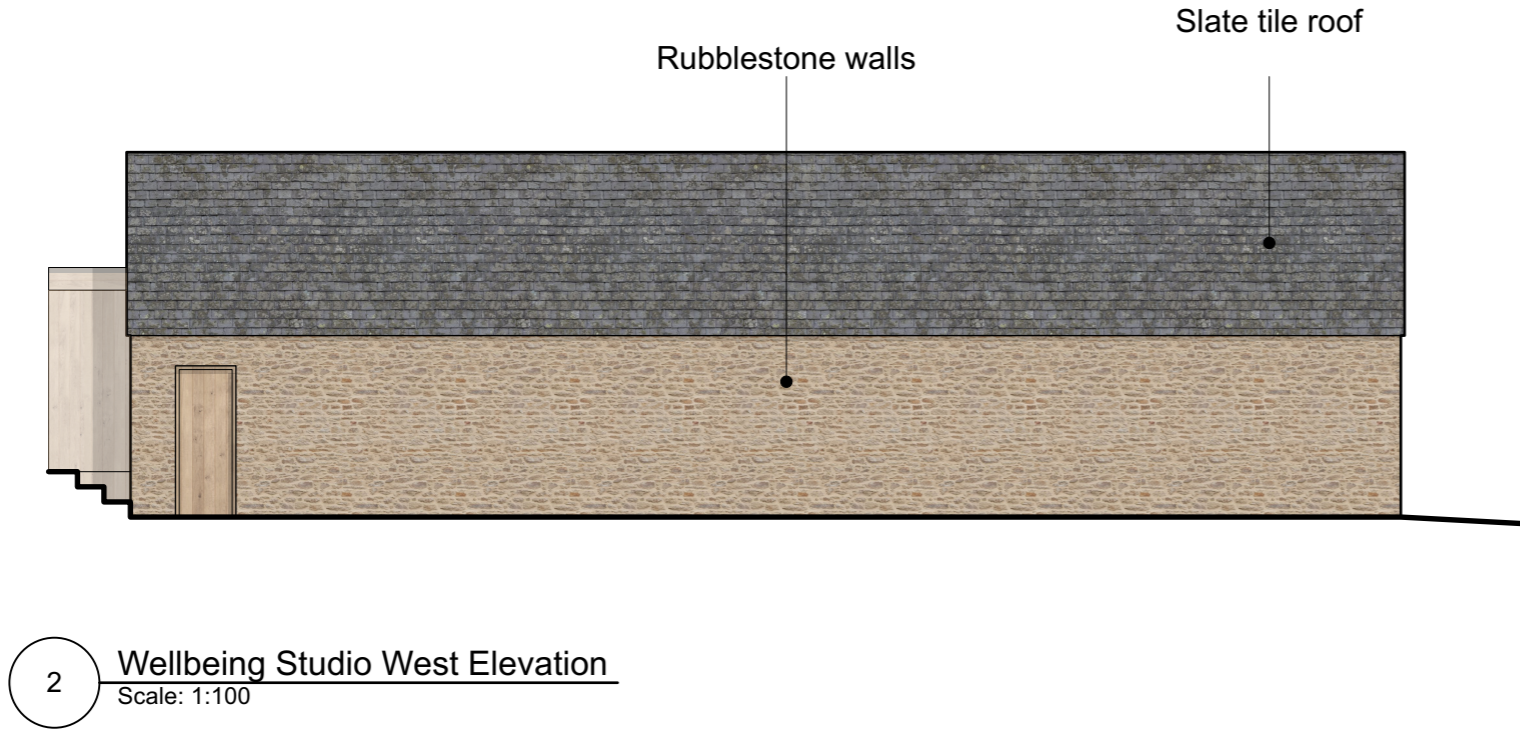 Slate tile roof
Rubblestone walls
2
Wellbeing Studio West Elevation
Scale: 1:100